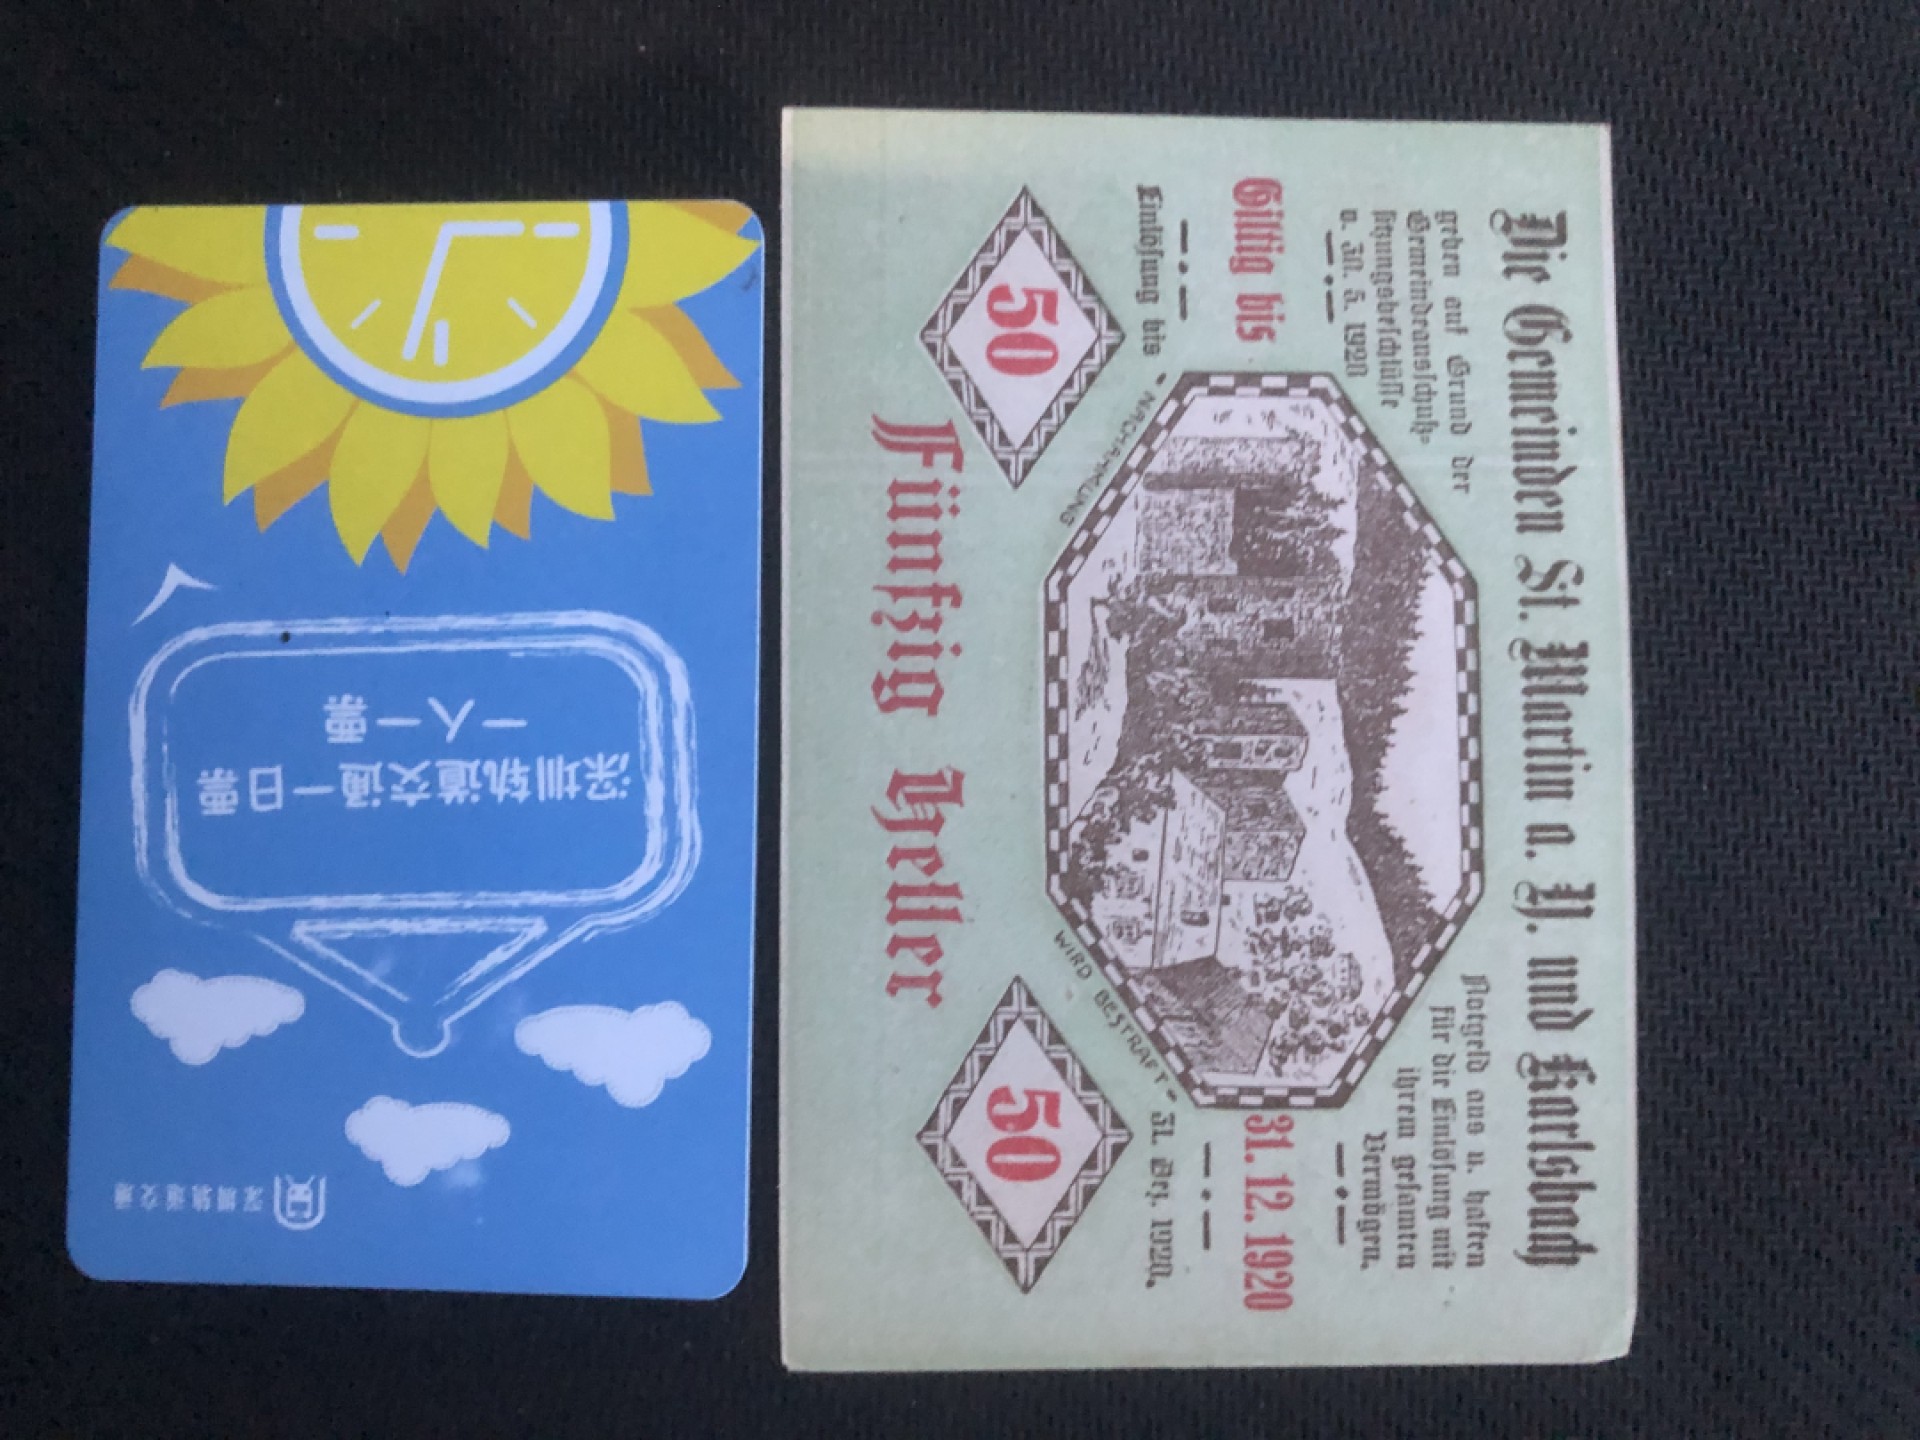 深圳轨道交通一日票
一人一票
深圳轨道交通
Die Gemeinden St. Martin a. Y. und Karlsbach
geben auf Grund der
Gemeindeausschuß-
sitzungsbeschlüsse
v. 30. 5. 1920
Notgeld aus u. haften
für die Einlösung mit
ihrem gesamten
Vermögen.
Giltig bis
31. 12. 1920
Einlösung bis
31. Dez. 1920.
NACHAHMUNG
WIRD BESTRAFT
50
50
Fünfzig Heller